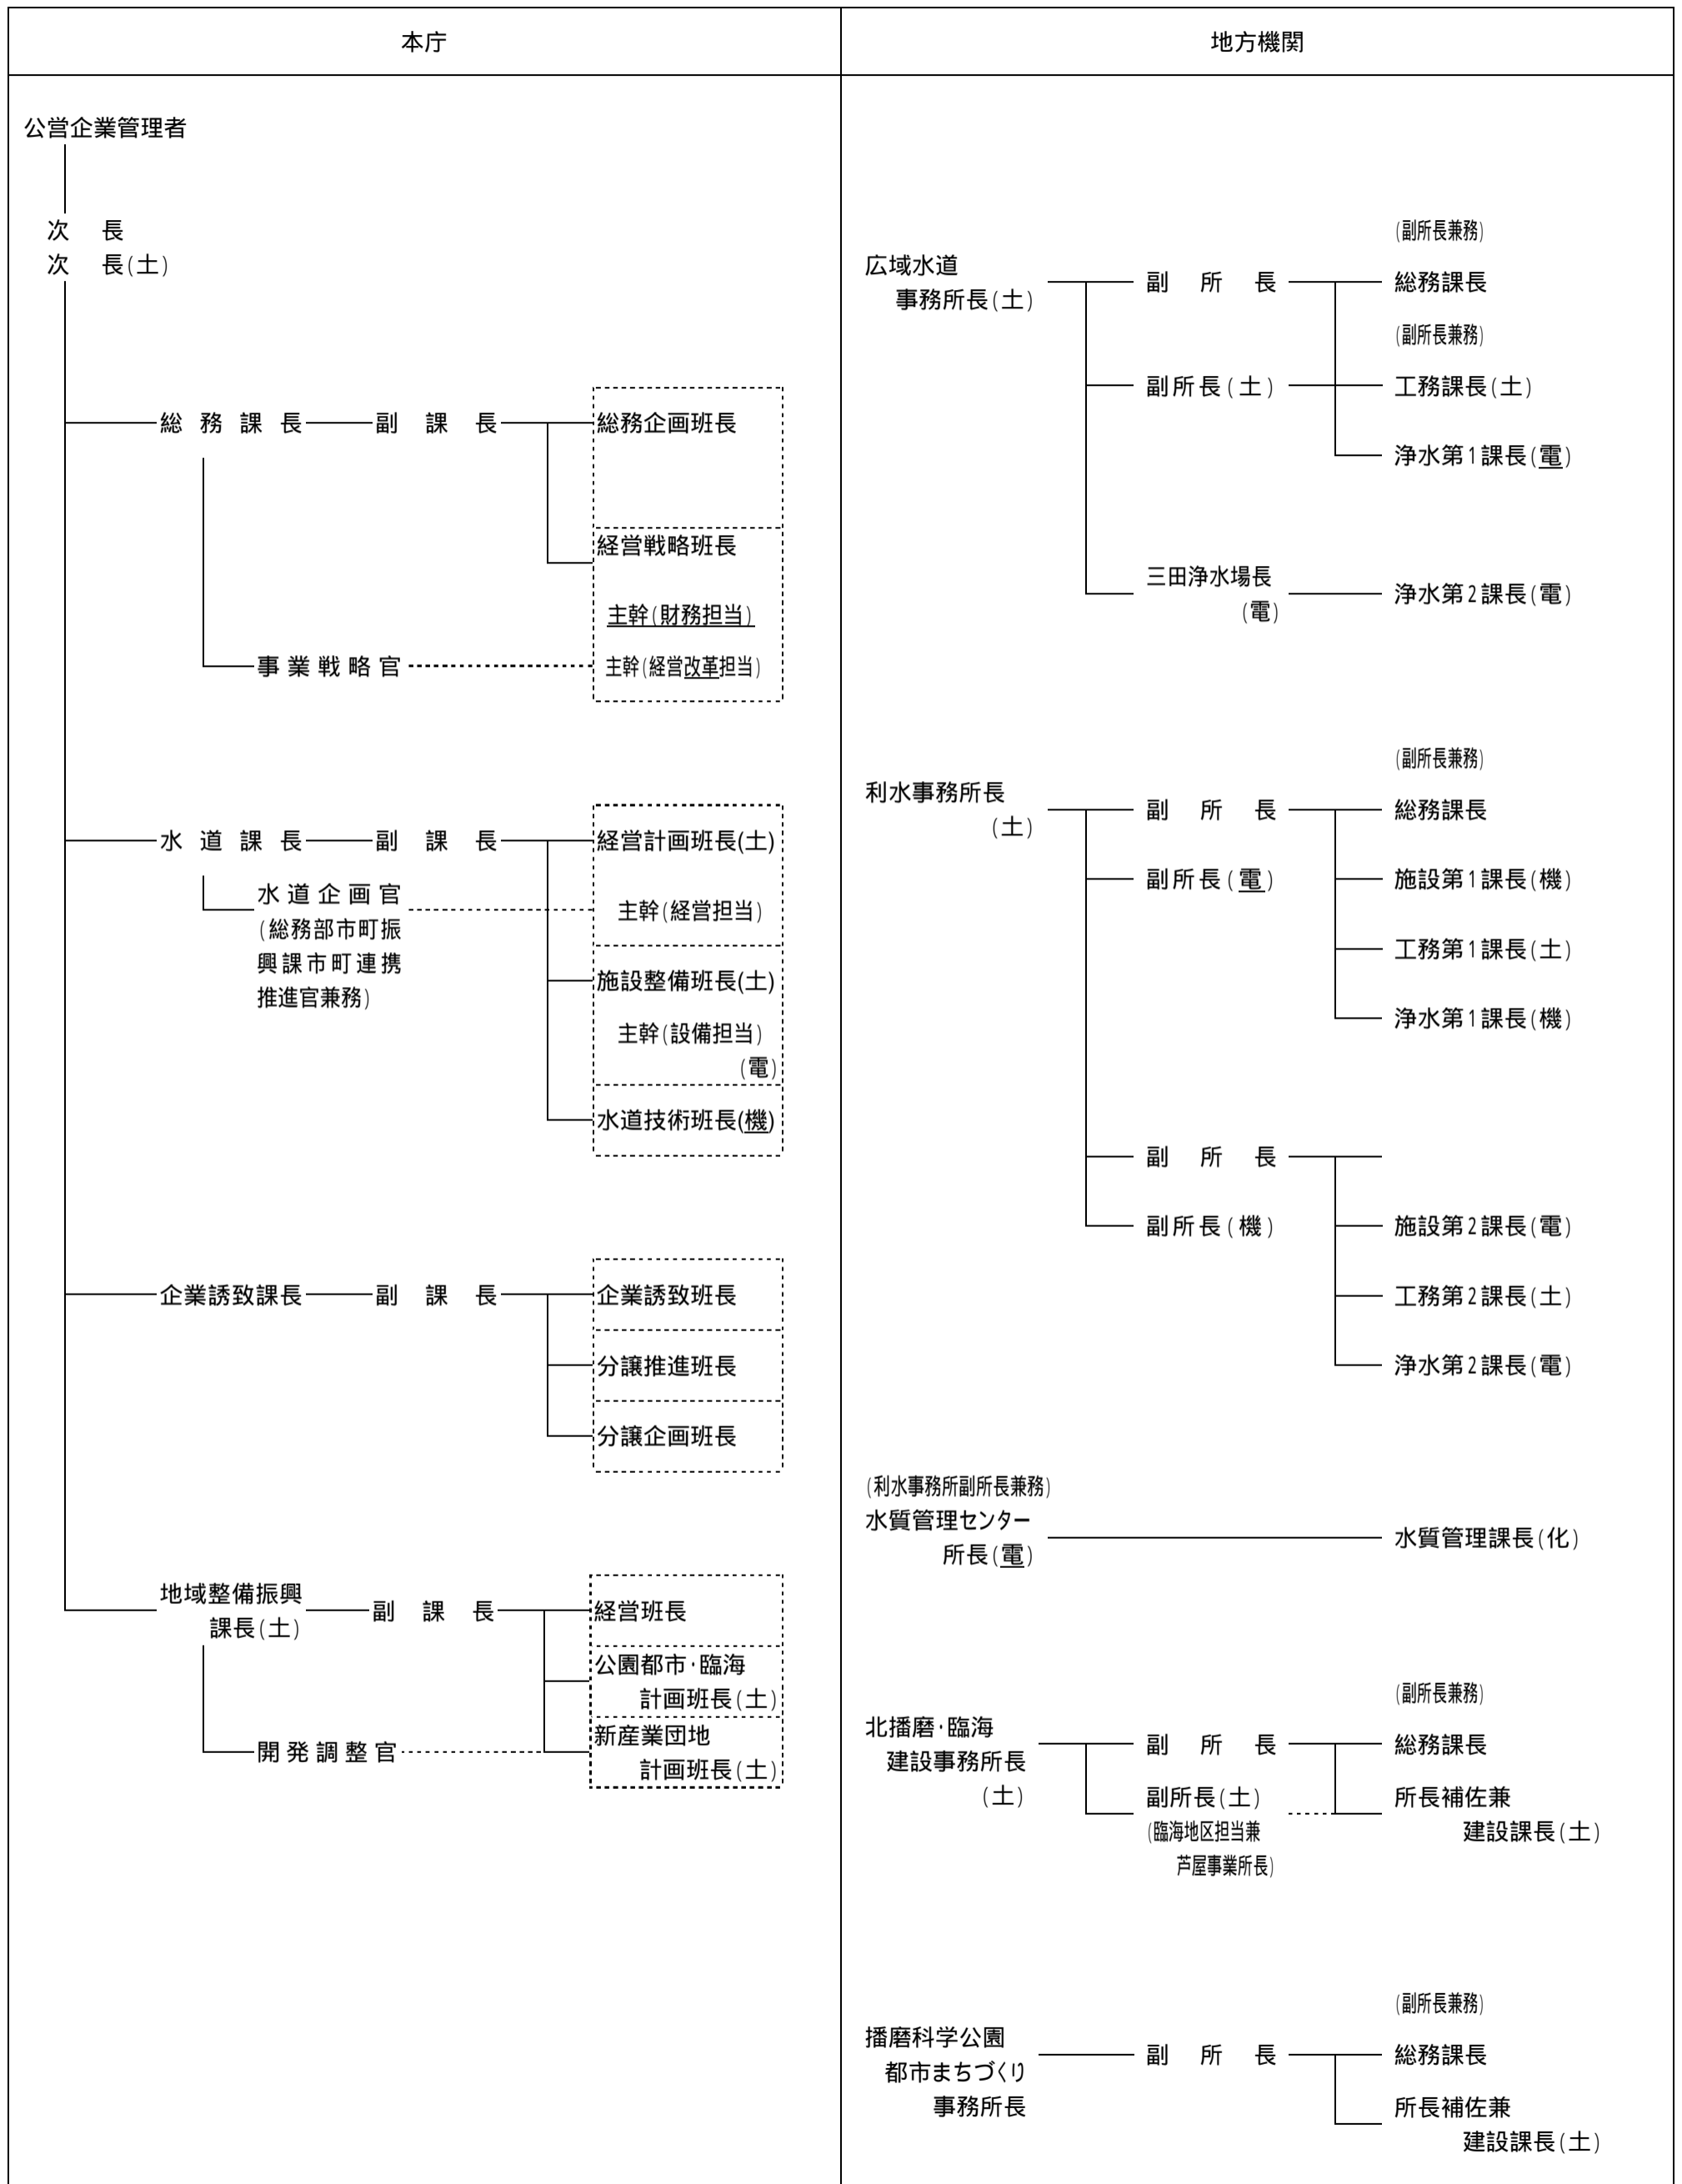 本庁
公営企業管理者
次　長
次　長(土)
総務課長 副課長 総務企画班長
経営戦略班長
主幹(財務担当)
事業戦略官 主幹(経営改革担当)
水道課長 副課長 経営計画班長(土)
水道企画官
(総務部市町振
興課市町連携
推進官兼務)
主幹(経営担当)
施設整備班長(土)
主幹(設備担当)
(電)
水道技術班長(機)
企業誘致課長 副課長 企業誘致班長
分譲推進班長
分譲企画班長
地域整備振興
課長(土)
副課長 経営班長
公園都市・臨海
計画班長(土)
開発調整官
新産業団地
計画班長(土)
地方機関
広域水道
事務所長(土)
(副所長兼務)
副所長 総務課長
(副所長兼務)
副所長(土) 工務課長(土)
浄水第1課長(電)
三田浄水場長
(電)
浄水第2課長(電)
利水事務所長
(土)
(副所長兼務)
副所長 総務課長
副所長(電) 施設第1課長(機)
工務第1課長(土)
浄水第1課長(機)
副所長
副所長(機) 施設第2課長(電)
工務第2課長(土)
浄水第2課長(電)
(利水事務所副所長兼務)
水質管理センター
所長(電)
水質管理課長(化)
北播磨・臨海
建設事務所長
(土)
(副所長兼務)
副所長 総務課長
副所長(土)
(臨海地区担当兼
芦屋事業所長)
所長補佐兼
建設課長(土)
播磨科学公園
都市まちづくり
事務所長
(副所長兼務)
副所長 総務課長
所長補佐兼
建設課長(土)